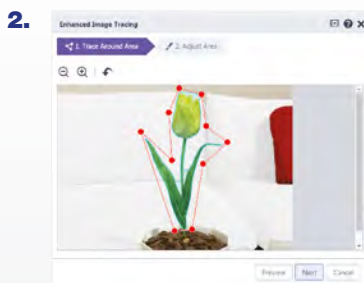 2.
Enhanced Image Tracing
1. Trace Around Area
2. Adjust Area
Preview Next Cancel